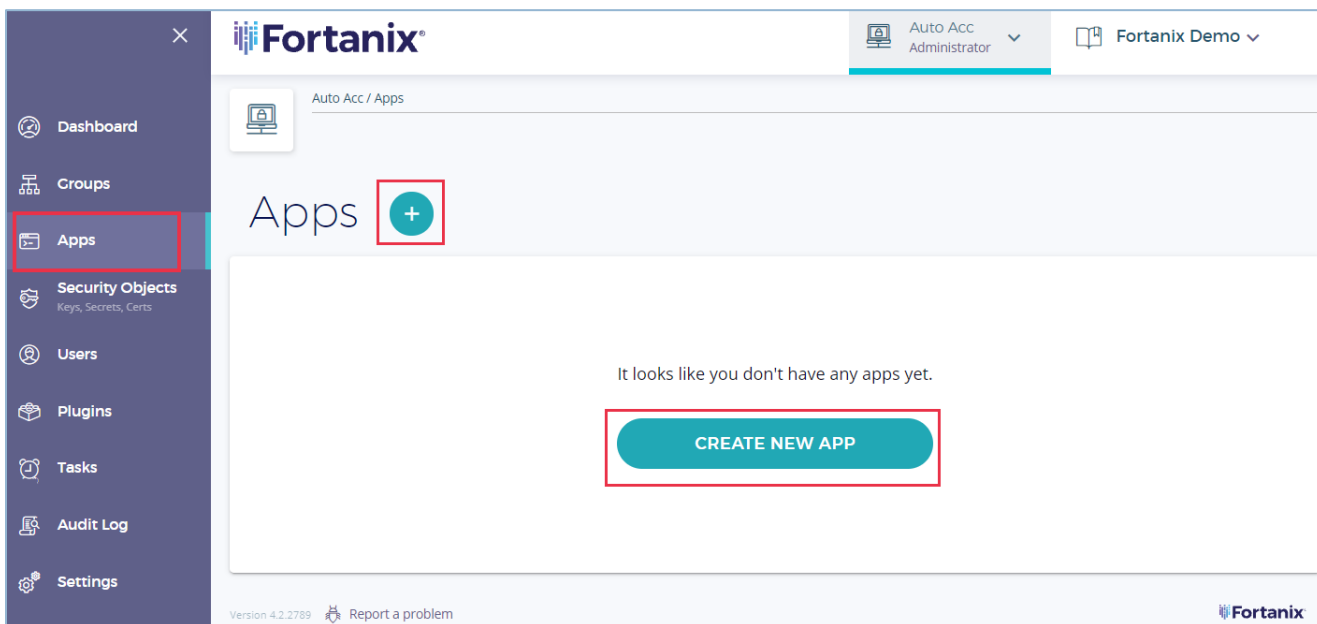 Fortanix®
Auto Acc
Administrator
Fortanix Demo
Auto Acc / Apps
Dashboard
Groups
Apps
Security Objects
Keys, Secrets, Certs
Users
Plugins
Tasks
Audit Log
Settings
Apps +
It looks like you don't have any apps yet.
CREATE NEW APP
Version 4.2.2789 Report a problem
Fortanix